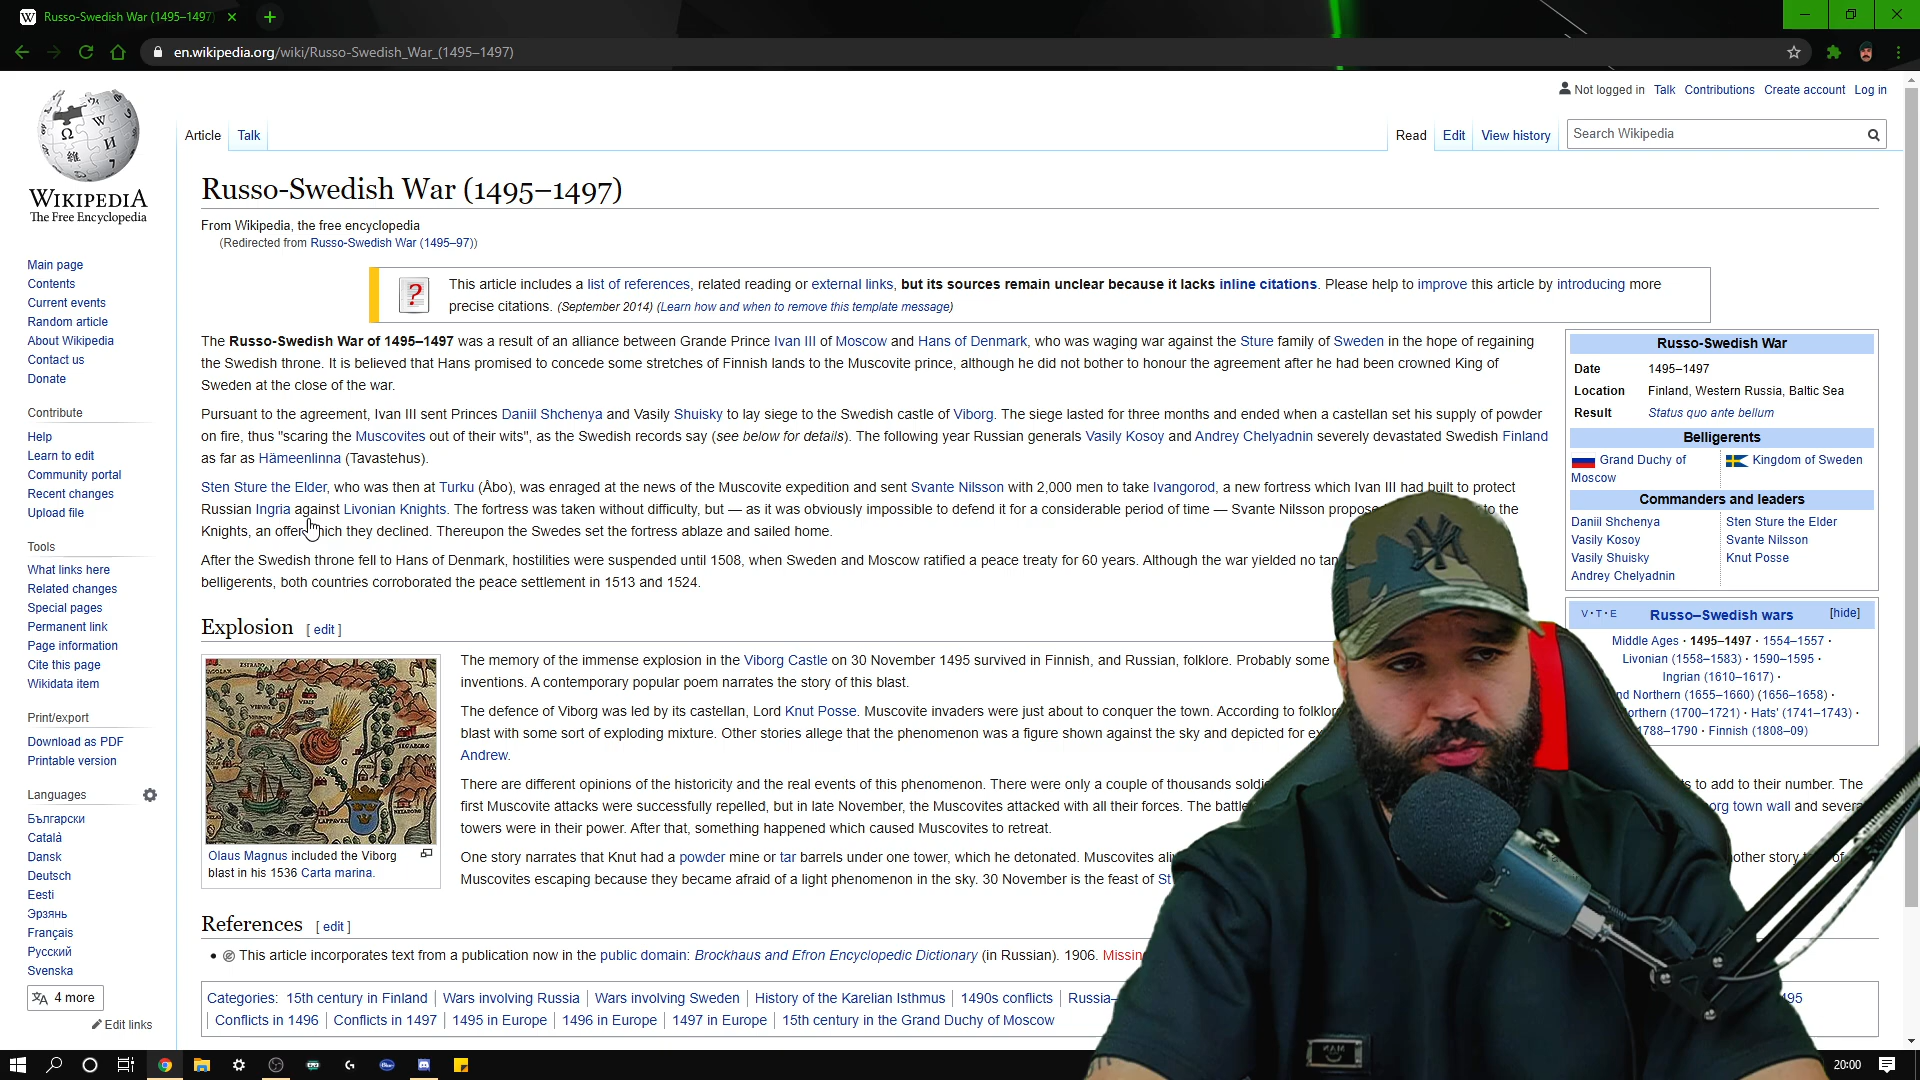 Russo-Swedish War (1495–1497)
en.wikipedia.org/wiki/Russo-Swedish_War_(1495–1497)
Not logged in Talk Contributions Create account Log in
Article Talk
Read Edit View history Search Wikipedia
WIKIPEDIA
The Free Encyclopedia
Main page
Contents
Current events
Random article
About Wikipedia
Contact us
Donate
Contribute
Help
Learn to edit
Community portal
Recent changes
Upload file
Tools
What links here
Related changes
Special pages
Permanent link
Page information
Cite this page
Wikidata item
Print/export
Download as PDF
Printable version
Languages
Български
Català
Dansk
Deutsch
Eesti
Эрзянь
Français
Русский
Svenska
4 more
Edit links
Russo-Swedish War (1495–1497)
From Wikipedia, the free encyclopedia
(Redirected from Russo-Swedish War (1495–97))
This article includes a list of references, related reading or external links, but its sources remain unclear because it lacks inline citations. Please help to improve this article by introducing more
precise citations. (September 2014) (Learn how and when to remove this template message)
The Russo-Swedish War of 1495–1497 was a result of an alliance between Grande Prince Ivan III of Moscow and Hans of Denmark, who was waging war against the Sture family of Sweden in the hope of regaining
the Swedish throne. It is believed that Hans promised to concede some stretches of Finnish lands to the Muscovite prince, although he did not bother to honour the agreement after he had been crowned King of
Sweden at the close of the war.
Pursuant to the agreement, Ivan III sent Princes Daniil Shchenya and Vasily Shuisky to lay siege to the Swedish castle of Viborg. The siege lasted for three months and ended when a castellan set his supply of powder
on fire, thus "scaring the Muscovites out of their wits", as the Swedish records say (see below for details). The following year Russian generals Vasily Kosoy and Andrey Chelyadnin severely devastated Swedish Finland
as far as Hämeenlinna (Tavastehus).
Sten Sture the Elder, who was then at Turku (Åbo), was enraged at the news of the Muscovite expedition and sent Svante Nilsson with 2,000 men to take Ivangorod, a new fortress which Ivan III had built to protect
Russian Ingria against Livonian Knights. The fortress was taken without difficulty, but — as it was obviously impossible to defend it for a considerable period of time — Svante Nilsson propose to the
Knights, an offer which they declined. Thereupon the Swedes set the fortress ablaze and sailed home.
After the Swedish throne fell to Hans of Denmark, hostilities were suspended until 1508, when Sweden and Moscow ratified a peace treaty for 60 years. Although the war yielded no
belligerents, both countries corroborated the peace settlement in 1513 and 1524.
Russo-Swedish War
Date 1495–1497
Location Finland, Western Russia, Baltic Sea
Result Status quo ante bellum
Belligerents
Grand Duchy of Moscow
Kingdom of Sweden
Commanders and leaders
Daniil Shchenya Sten Sture the Elder
Vasily Kosoy Svante Nilsson
Vasily Shuisky Knut Posse
Andrey Chelyadnin
V·T·E Russo–Swedish wars [hide]
Middle Ages · 1495–1497 · 1554–1557 ·
Livonian (1558–1583) · 1590–1595 ·
Ingrian (1610–1617) ·
Northern (1655–1660) (1656–1658) ·
(1700–1721) · Hats' (1741–1743) ·
1788–1790 · Finnish (1808–09)
Explosion [ edit ]
The memory of the immense explosion in the Viborg Castle on 30 November 1495 survived in Finnish, and Russian, folklore. Probably some
inventions. A contemporary popular poem narrates the story of this blast.
The defence of Viborg was led by its castellan, Lord Knut Posse. Muscovite invaders were just about to conquer the town. According to
blast with some sort of exploding mixture. Other stories allege that the phenomenon was a figure shown against the sky and depicted for
Andrew.
There are different opinions of the historicity and the real events of this phenomenon. There were only a couple of thousands to add to their number. The
first Muscovite attacks were successfully repelled, but in late November, the Muscovites attacked with all their forces. The town wall and
towers were in their power. After that, something happened which caused Muscovites to retreat.
One story narrates that Knut had a powder mine or tar barrels under one tower, which he detonated. Muscovites story
Muscovites escaping because they became afraid of a light phenomenon in the sky. 30 November is the feast of
Olaus Magnus included the Viborg
blast in his 1536 Carta marina.
References [ edit ]
This article incorporates text from a publication now in the public domain: Brockhaus and Efron Encyclopedic Dictionary (in Russian). 1906.
Categories: 15th century in Finland | Wars involving Russia | Wars involving Sweden | History of the Karelian Isthmus | 1490s conflicts |
Conflicts in 1496 | Conflicts in 1497 | 1495 in Europe | 1496 in Europe | 1497 in Europe | 15th century in the Grand Duchy of Moscow
20:00